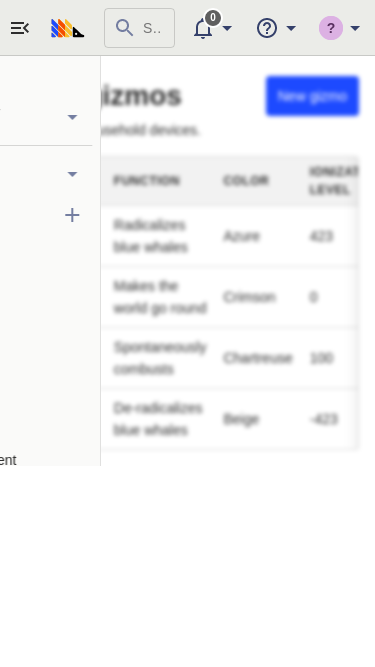 0
S..
?
gizmos
New gizmo
usehold devices.
FUNCTION COLOR IONIZAT
LEVEL
Radicalizes
blue whales
Azure 423
Makes the
world go round
Crimson 0
Spontaneously
combusts
Chartreuse 100
De-radicalizes
blue whales
Beige -423
ent